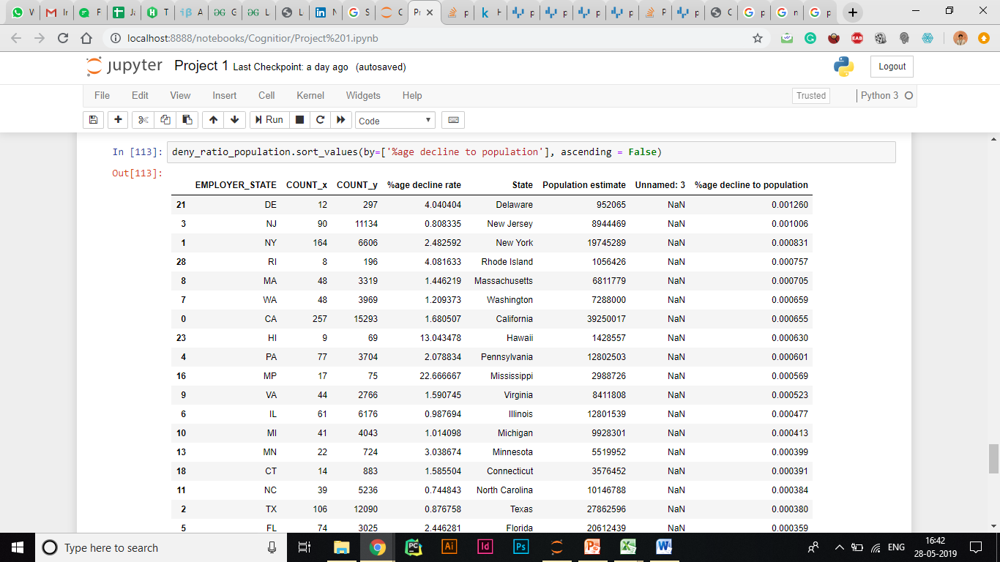 W M In F Ja H T iβ A ƏG G ƏG L L in N G S C Pr p k H p p p p P p C G p G n G p
localhost:8888/notebooks/Cognitior/Project%201.ipynb
jupyter Project 1 Last Checkpoint: a day ago (autosaved) Logout
File Edit View Insert Cell Kernel Widgets Help Trusted Python 3
Run Code
In [113]: deny_ratio_population.sort_values(by=['%age decline to population'], ascending = False)
Out[113]:
EMPLOYER_STATE COUNT_x COUNT_y %age decline rate State Population estimate Unnamed: 3 %age decline to population
21 DE 12 297 4.040404 Delaware 952065 NaN 0.001260
3 NJ 90 11134 0.808335 New Jersey 8944469 NaN 0.001006
1 NY 164 6606 2.482592 New York 19745289 NaN 0.000831
28 RI 8 196 4.081633 Rhode Island 1056426 NaN 0.000757
8 MA 48 3319 1.446219 Massachusetts 6811779 NaN 0.000705
7 WA 48 3969 1.209373 Washington 7288000 NaN 0.000659
0 CA 257 15293 1.680507 California 39250017 NaN 0.000655
23 HI 9 69 13.043478 Hawaii 1428557 NaN 0.000630
4 PA 77 3704 2.078834 Pennsylvania 12802503 NaN 0.000601
16 MP 17 75 22.666667 Mississippi 2988726 NaN 0.000569
9 VA 44 2766 1.590745 Virginia 8411808 NaN 0.000523
6 IL 61 6176 0.987694 Illinois 12801539 NaN 0.000477
10 MI 41 4043 1.014098 Michigan 9928301 NaN 0.000413
13 MN 22 724 3.038674 Minnesota 5519952 NaN 0.000399
18 CT 14 883 1.585504 Connecticut 3576452 NaN 0.000391
11 NC 39 5236 0.744843 North Carolina 10146788 NaN 0.000384
2 TX 106 12090 0.876758 Texas 27862596 NaN 0.000380
5 FL 74 3025 2.446281 Florida 20612439 NaN 0.000359
Type here to search PC Ai Id Ps P X W ENG 16:42
28-05-2019